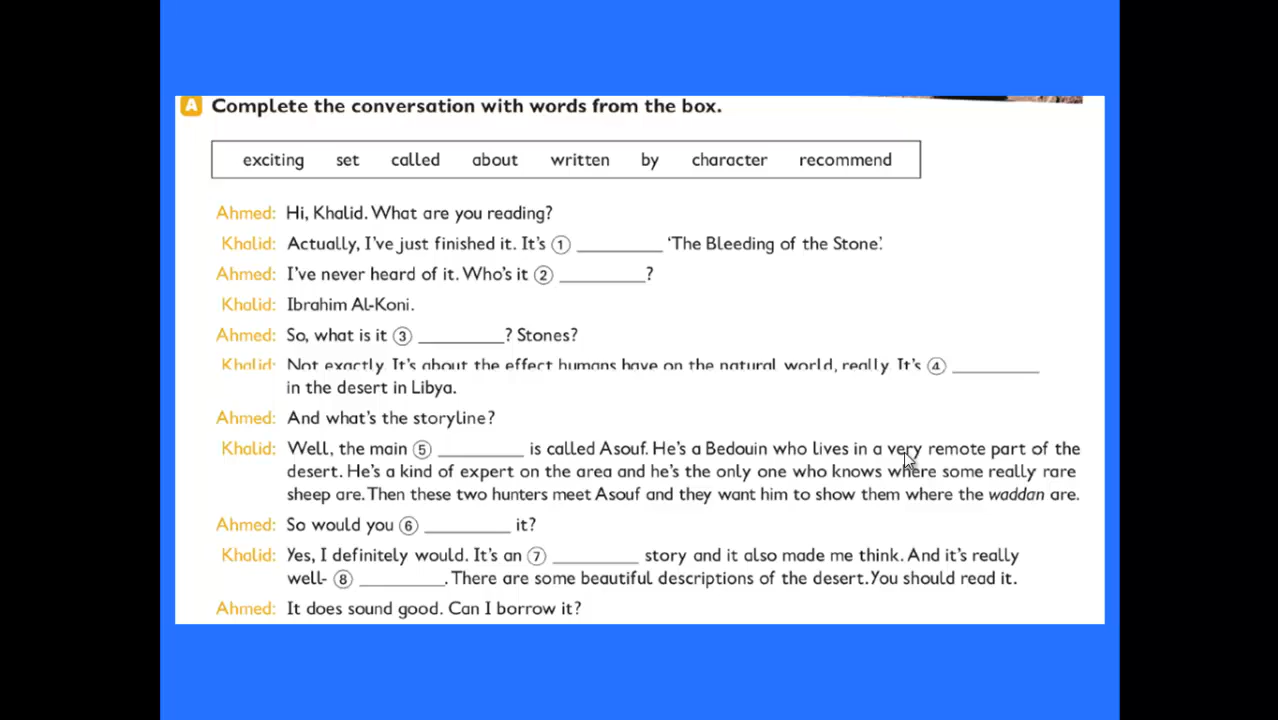 A Complete the conversation with words from the box.
exciting set called about written by character recommend
Ahmed: Hi, Khalid. What are you reading?
Khalid: Actually, I've just finished it. It's ① _________ 'The Bleeding of the Stone'.
Ahmed: I've never heard of it. Who's it ② _________ ?
Khalid: Ibrahim Al-Koni.
Ahmed: So, what is it ③ _________ ? Stones?
Khalid: Not exactly. It's about the effect humans have on the natural world, really. It's ④ _________
in the desert in Libya.
Ahmed: And what's the storyline?
Khalid: Well, the main ⑤ _________ is called Asouf. He's a Bedouin who lives in a very remote part of the
desert. He's a kind of expert on the area and he's the only one who knows where some really rare
sheep are. Then these two hunters meet Asouf and they want him to show them where the waddan are.
Ahmed: So would you ⑥ _________ it?
Khalid: Yes, I definitely would. It's an ⑦ _________ story and it also made me think. And it's really
well- ⑧ _________. There are some beautiful descriptions of the desert. You should read it.
Ahmed: It does sound good. Can I borrow it?